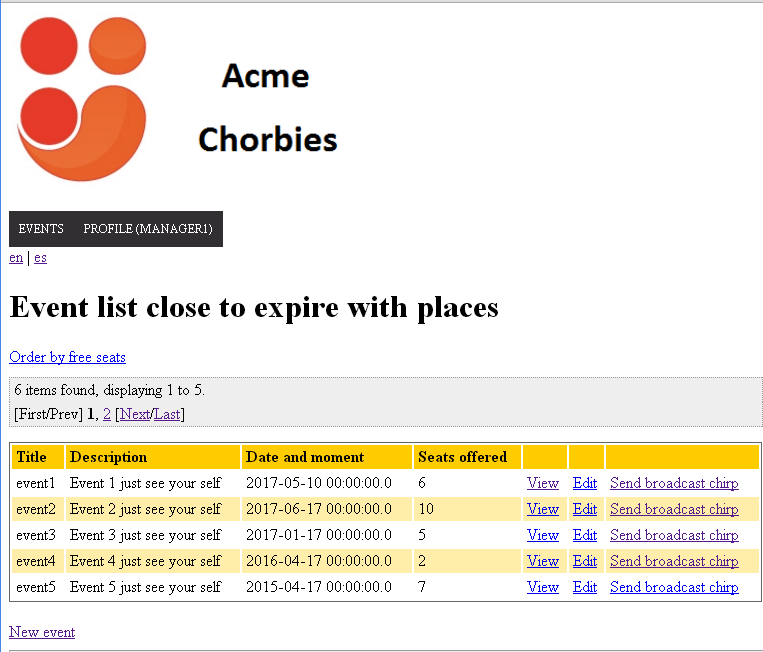 Acme
Chorbies
EVENTS PROFILE (MANAGER1)
en | es
Event list close to expire with places
Order by free seats
6 items found, displaying 1 to 5.
[First/Prev] 1, 2 [Next/Last]
Title Description Date and moment Seats offered
event1 Event 1 just see your self 2017-05-10 00:00:00.0 6 View Edit Send broadcast chirp
event2 Event 2 just see your self 2017-06-17 00:00:00.0 10 View Edit Send broadcast chirp
event3 Event 3 just see your self 2017-01-17 00:00:00.0 5 View Edit Send broadcast chirp
event4 Event 4 just see your self 2016-04-17 00:00:00.0 2 View Edit Send broadcast chirp
event5 Event 5 just see your self 2015-04-17 00:00:00.0 7 View Edit Send broadcast chirp
New event